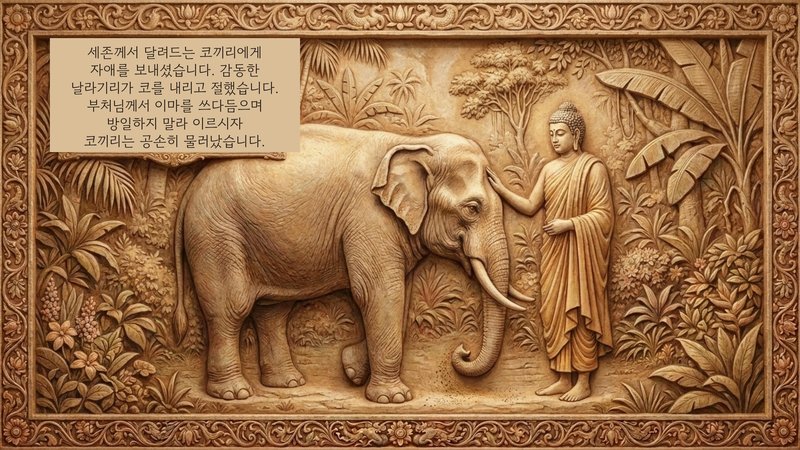 세존께서 달려드는 코끼리에게
자애를 보내셨습니다. 감동한
날라기리가 코를 내리고 절했습니다.
부처님께서 이마를 쓰다듬으며
방일하지 말라 이르시자
코끼리는 공손히 물러났습니다.